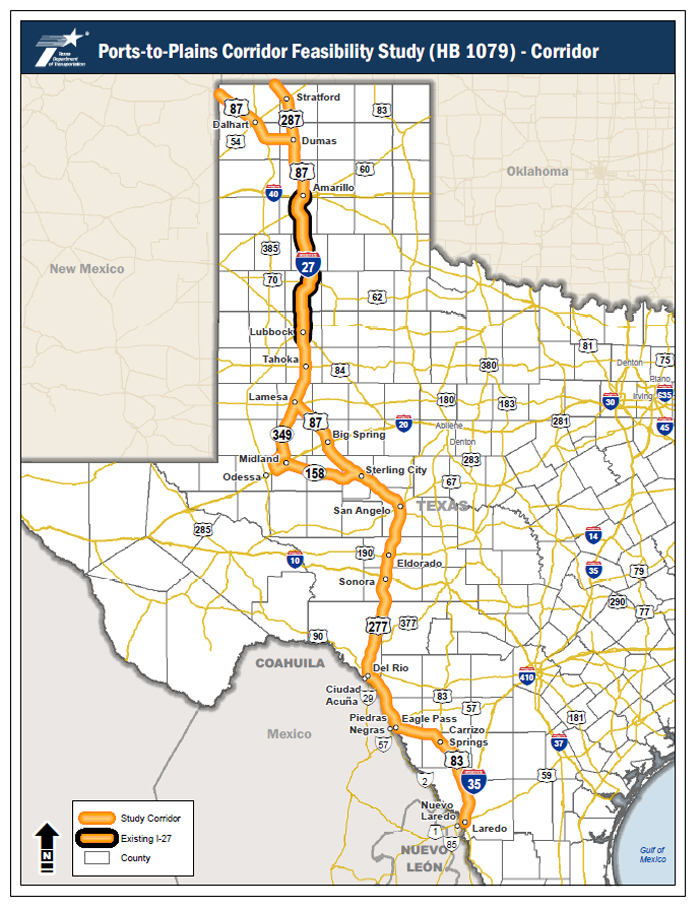 Texas
Department
of Transportation
Ports-to-Plains Corridor Feasibility Study (HB 1079) - Corridor
Stratford
87
83
287
Dalhart
54
Dumas
87
60
Oklahoma
Amarillo
40
385
New Mexico
27
70
62
Lubbock
81
Tahoka
84
380
Denton
75
Plano
Lamesa
180
183
30
Irving
635
87
20
281
45
349
Big Spring
Abilene
Denton
Midland
283
158
Sterling City
Odessa
67
San Angelo
TEXAS
285
14
190
Eldorado
10
35
79
Sonora
290
77
277
377
90
COAHUILA
Del Rio
410
Ciudad
Acuña
29
83
57
Piedras
Negras
Eagle Pass
181
Carrizo
Springs
Mexico
57
37
83
59
2
35
Nuevo
Laredo
Laredo
1
85
NUEVO
LEÓN
Gulf of
Mexico
N
Study Corridor
Existing I-27
County